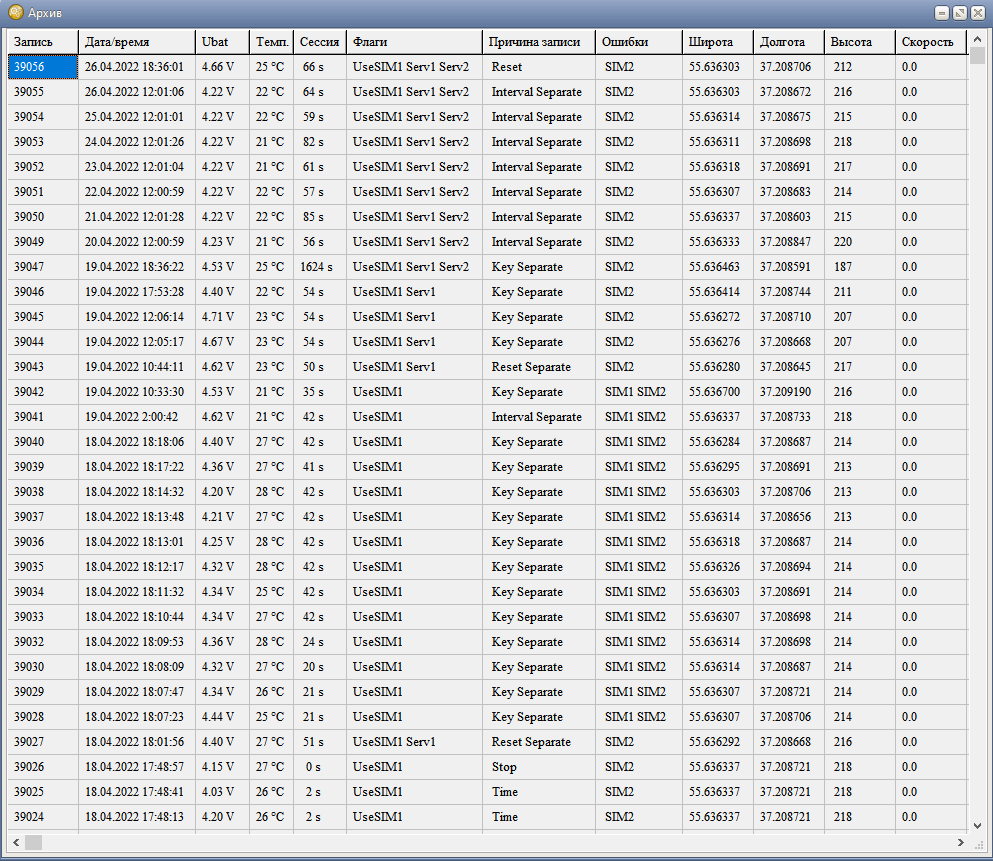 Архив
Запись Дата/время Ubat Темп. Сессия Флаги Причина записи Ошибки Широта Долгота Высота Скорость
39056 26.04.2022 18:36:01 4.66 V 25 °C 66 s UseSIM1 Serv1 Serv2 Reset SIM2 55.636303 37.208706 212 0.0
39055 26.04.2022 12:01:06 4.22 V 22 °C 64 s UseSIM1 Serv1 Serv2 Interval Separate SIM2 55.636303 37.208672 216 0.0
39054 25.04.2022 12:01:01 4.22 V 22 °C 59 s UseSIM1 Serv1 Serv2 Interval Separate SIM2 55.636314 37.208675 215 0.0
39053 24.04.2022 12:01:26 4.22 V 21 °C 82 s UseSIM1 Serv1 Serv2 Interval Separate SIM2 55.636311 37.208698 218 0.0
39052 23.04.2022 12:01:04 4.22 V 21 °C 61 s UseSIM1 Serv1 Serv2 Interval Separate SIM2 55.636318 37.208691 217 0.0
39051 22.04.2022 12:00:59 4.22 V 22 °C 57 s UseSIM1 Serv1 Serv2 Interval Separate SIM2 55.636307 37.208683 214 0.0
39050 21.04.2022 12:01:28 4.22 V 22 °C 85 s UseSIM1 Serv1 Serv2 Interval Separate SIM2 55.636337 37.208603 215 0.0
39049 20.04.2022 12:00:59 4.23 V 21 °C 56 s UseSIM1 Serv1 Serv2 Interval Separate SIM2 55.636333 37.208847 220 0.0
39047 19.04.2022 18:36:22 4.53 V 25 °C 1624 s UseSIM1 Serv1 Serv2 Key Separate SIM2 55.636463 37.208591 187 0.0
39046 19.04.2022 17:53:28 4.40 V 22 °C 54 s UseSIM1 Serv1 Key Separate SIM2 55.636414 37.208744 211 0.0
39045 19.04.2022 12:06:14 4.71 V 23 °C 54 s UseSIM1 Serv1 Key Separate SIM2 55.636272 37.208710 207 0.0
39044 19.04.2022 12:05:17 4.67 V 23 °C 54 s UseSIM1 Serv1 Key Separate SIM2 55.636276 37.208668 207 0.0
39043 19.04.2022 10:44:11 4.62 V 23 °C 50 s UseSIM1 Serv1 Reset Separate SIM2 55.636280 37.208645 217 0.0
39042 19.04.2022 10:33:30 4.53 V 21 °C 35 s UseSIM1 Key Separate SIM1 SIM2 55.636700 37.209190 216 0.0
39041 19.04.2022 2:00:42 4.62 V 21 °C 42 s UseSIM1 Interval Separate SIM1 SIM2 55.636337 37.208733 218 0.0
39040 18.04.2022 18:18:06 4.40 V 27 °C 42 s UseSIM1 Key Separate SIM1 SIM2 55.636284 37.208687 214 0.0
39039 18.04.2022 18:17:22 4.36 V 27 °C 41 s UseSIM1 Key Separate SIM1 SIM2 55.636295 37.208691 213 0.0
39038 18.04.2022 18:14:32 4.20 V 28 °C 42 s UseSIM1 Key Separate SIM1 SIM2 55.636303 37.208706 213 0.0
39037 18.04.2022 18:13:48 4.21 V 27 °C 42 s UseSIM1 Key Separate SIM1 SIM2 55.636314 37.208656 213 0.0
39036 18.04.2022 18:13:01 4.25 V 28 °C 42 s UseSIM1 Key Separate SIM1 SIM2 55.636318 37.208687 214 0.0
39035 18.04.2022 18:12:17 4.32 V 28 °C 42 s UseSIM1 Key Separate SIM1 SIM2 55.636326 37.208694 214 0.0
39034 18.04.2022 18:11:32 4.34 V 25 °C 42 s UseSIM1 Key Separate SIM1 SIM2 55.636303 37.208691 214 0.0
39033 18.04.2022 18:10:44 4.34 V 27 °C 42 s UseSIM1 Key Separate SIM1 SIM2 55.636307 37.208698 214 0.0
39032 18.04.2022 18:09:53 4.36 V 28 °C 24 s UseSIM1 Key Separate SIM1 SIM2 55.636314 37.208698 214 0.0
39030 18.04.2022 18:08:09 4.32 V 27 °C 20 s UseSIM1 Key Separate SIM1 SIM2 55.636314 37.208687 214 0.0
39029 18.04.2022 18:07:47 4.34 V 26 °C 21 s UseSIM1 Key Separate SIM1 SIM2 55.636307 37.208721 214 0.0
39028 18.04.2022 18:07:23 4.44 V 25 °C 21 s UseSIM1 Key Separate SIM1 SIM2 55.636307 37.208706 214 0.0
39027 18.04.2022 18:01:56 4.40 V 27 °C 51 s UseSIM1 Serv1 Reset Separate SIM2 55.636292 37.208668 216 0.0
39026 18.04.2022 17:48:57 4.15 V 27 °C 0 s UseSIM1 Stop SIM2 55.636337 37.208721 218 0.0
39025 18.04.2022 17:48:41 4.03 V 26 °C 2 s UseSIM1 Time SIM2 55.636337 37.208721 218 0.0
39024 18.04.2022 17:48:13 4.20 V 26 °C 2 s UseSIM1 Time SIM2 55.636337 37.208721 218 0.0